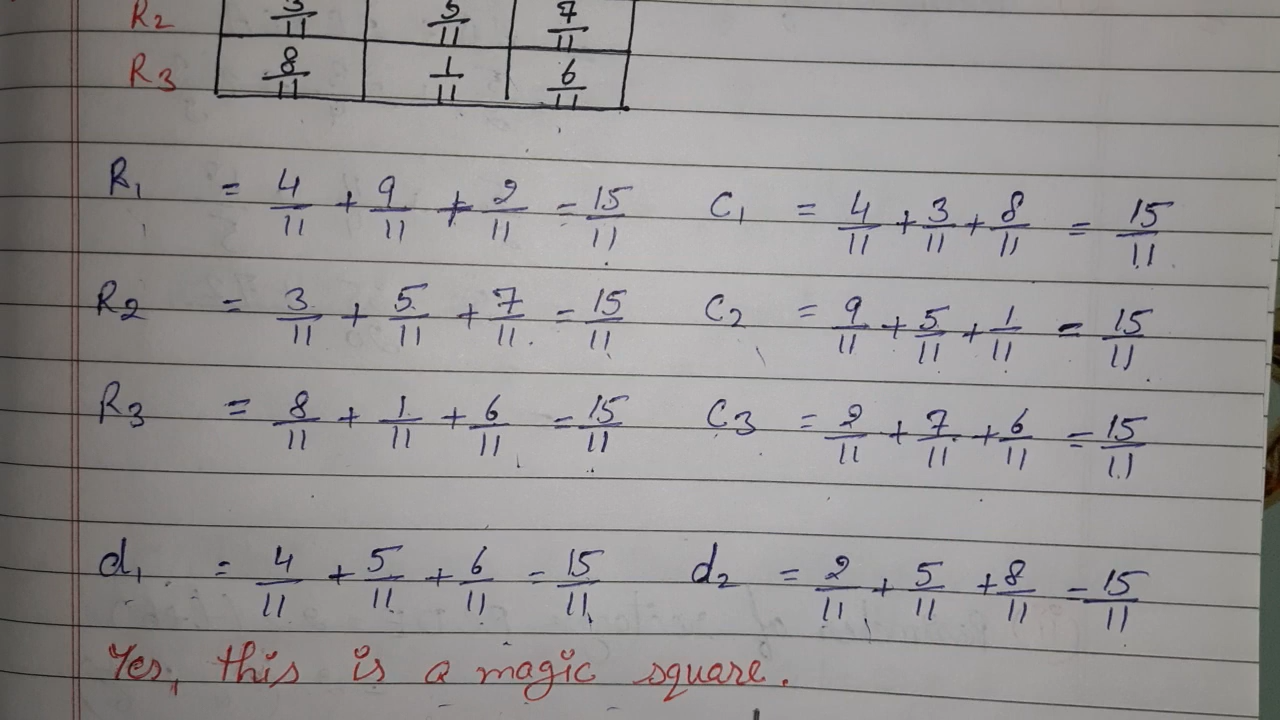 R2 3/11 5/11 7/11
R3 8/11 1/11 6/11
R1 = 4/11 + 9/11 + 2/11 = 15/11 C1 = 4/11 + 3/11 + 8/11 = 15/11
R2 = 3/11 + 5/11 + 7/11 = 15/11 C2 = 9/11 + 5/11 + 1/11 = 15/11
R3 = 8/11 + 1/11 + 6/11 = 15/11 C3 = 2/11 + 7/11 + 6/11 = 15/11
d1 = 4/11 + 5/11 + 6/11 = 15/11 d2 = 2/11 + 5/11 + 8/11 = 15/11
Yes, this is a magic square.